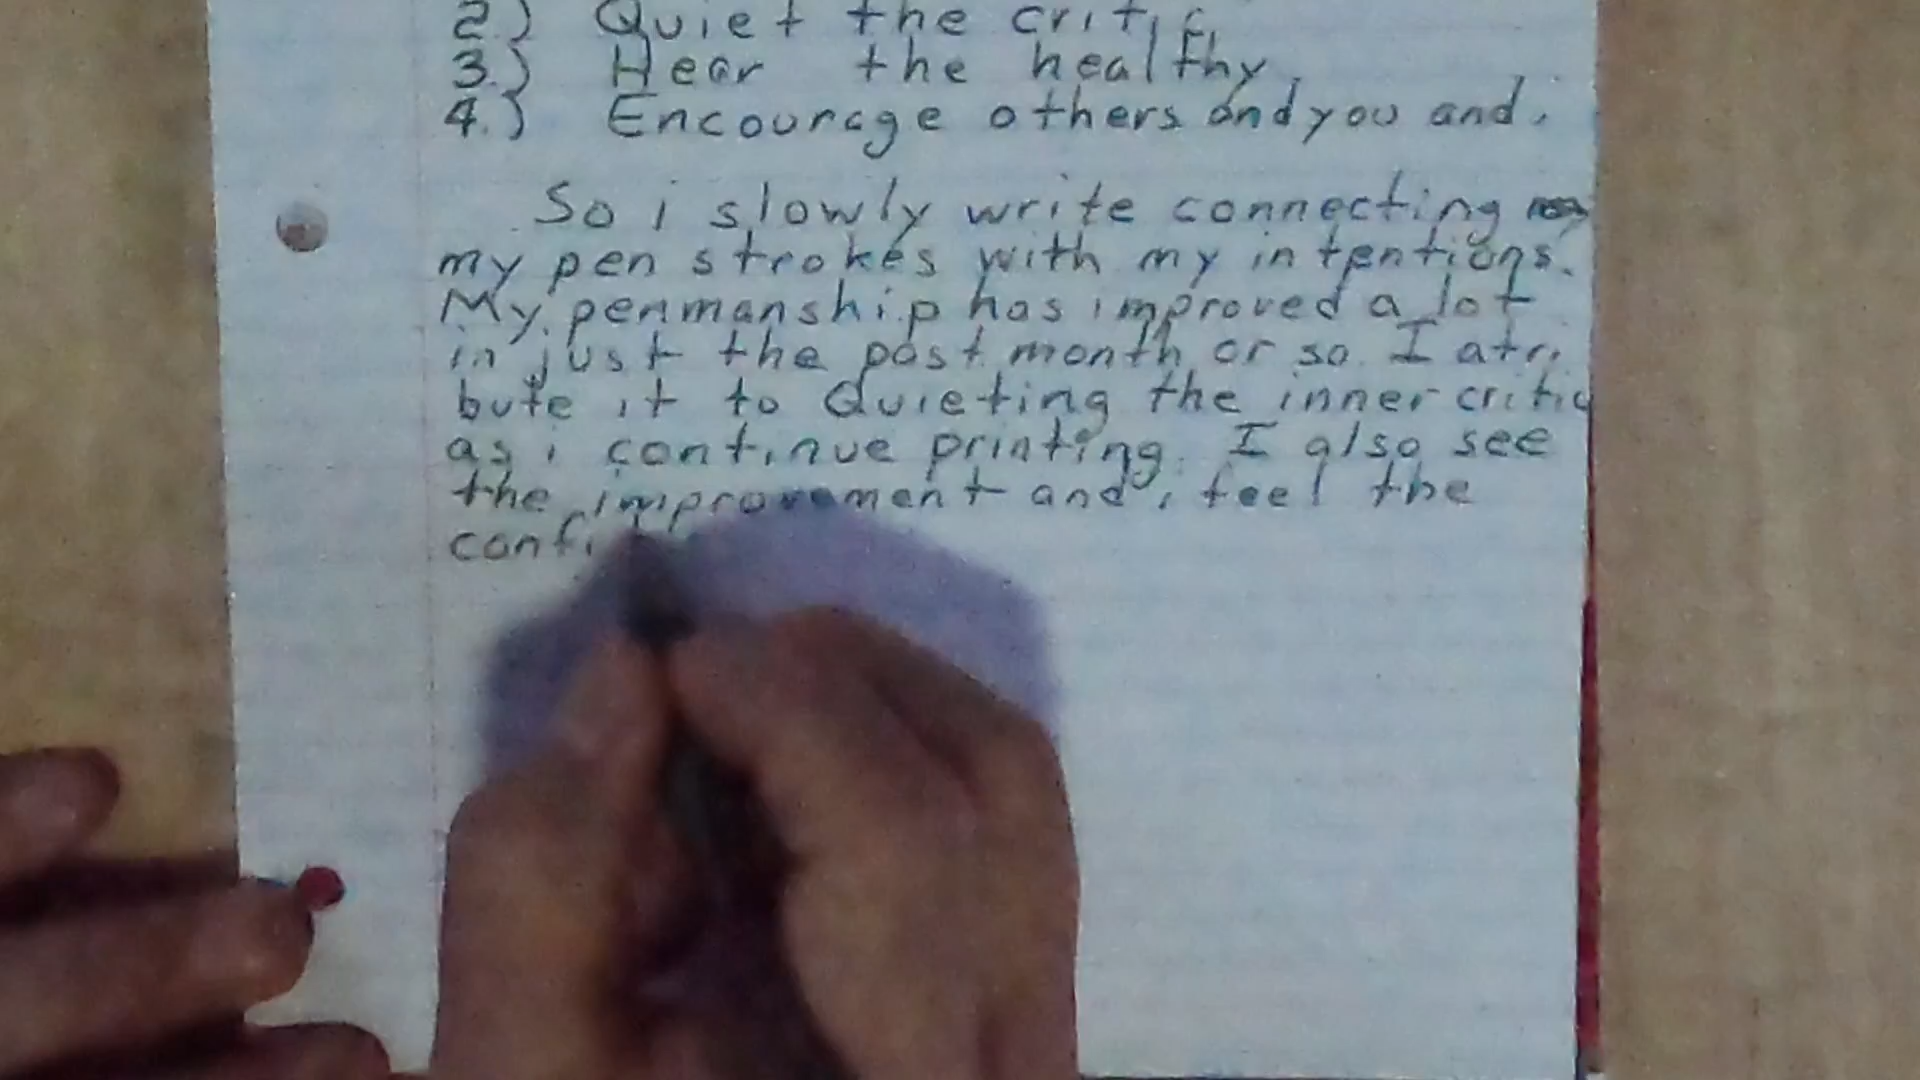 2.) Quiet the critic
3.) Hear the healthy,
4.) Encourage others and you and.
So i slowly write connecting
my pen strokes with my intentions.
My penmanship has improved a lot
in just the past month or so. I atri
bute it to Quieting the inner critic
as i continue printing. I also see
the improvement and i feel the
confi